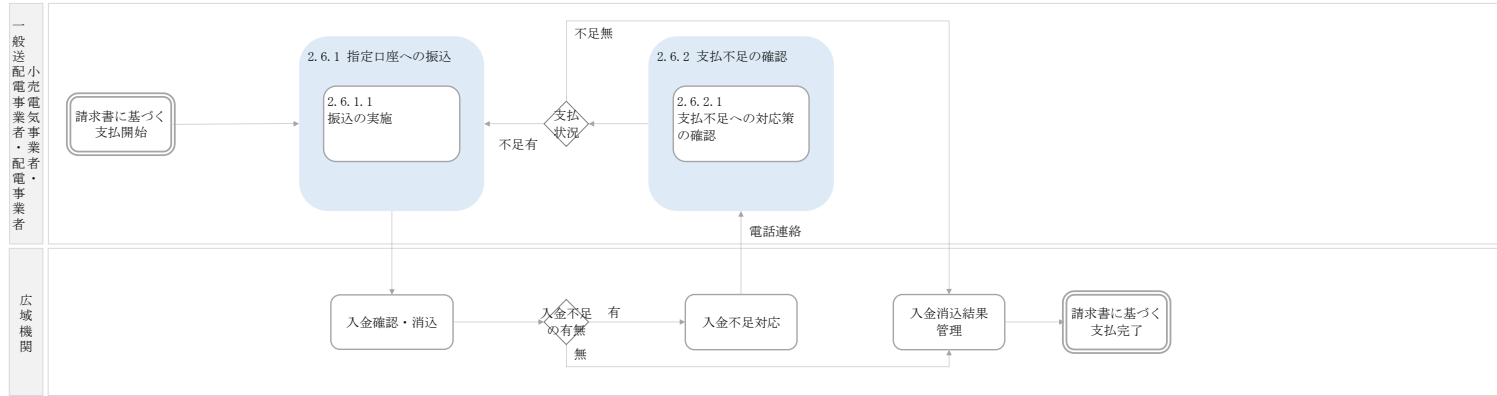 一般送配電事業者・配電事業者
小売電気事業者・
請求書に基づく
支払開始
2.6.1 指定口座への振込
2.6.1.1
振込の実施
不足有
支払
状況
不足無
2.6.2 支払不足の確認
2.6.2.1
支払不足への対応策
の確認
電話連絡
広域機関
入金確認・消込
入金不足
の有無
有
無
入金不足対応
入金消込結果
管理
請求書に基づく
支払完了